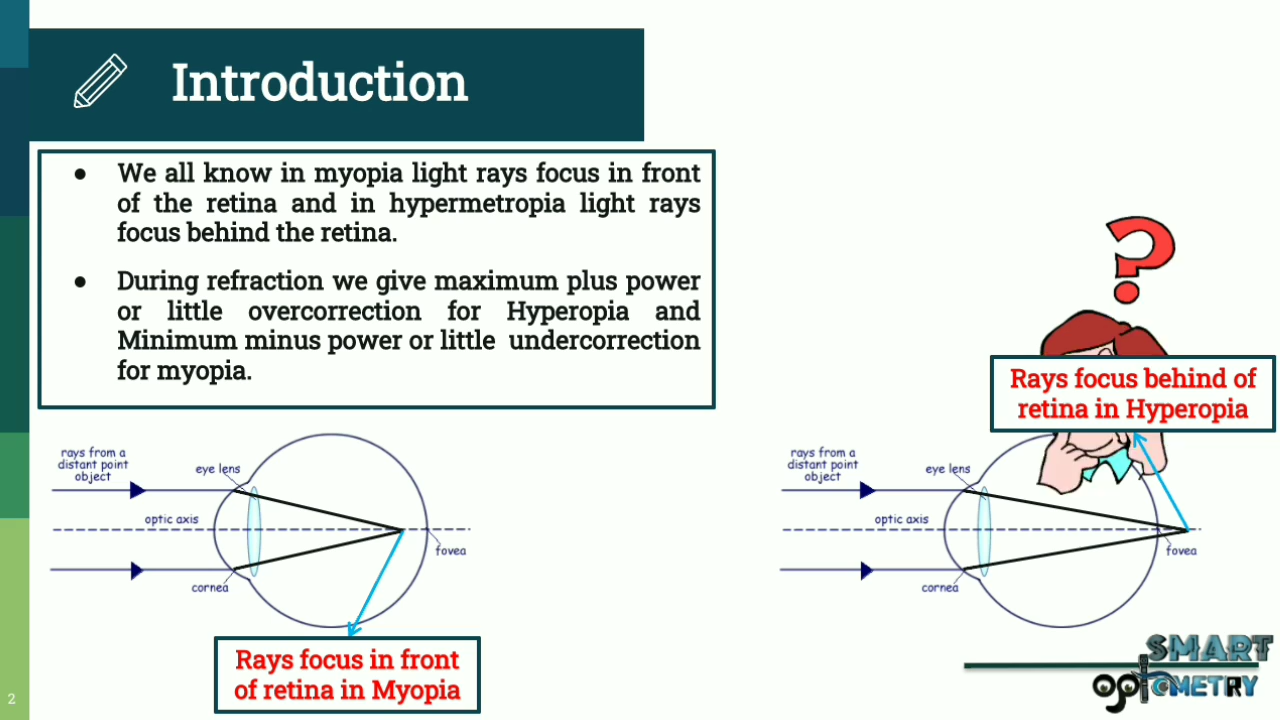 Introduction
● We all know in myopia light rays focus in front
of the retina and in hypermetropia light rays
focus behind the retina.
● During refraction we give maximum plus power
or little overcorrection for Hyperopia and
Minimum minus power or little undercorrection
for myopia.
?
Rays focus behind of
retina in Hyperopia
rays from a
distant point
object
eye lens
optic axis
fovea
cornea
rays from a
distant point
object
eye lens
optic axis
fovea
cornea
Rays focus in front
of retina in Myopia
SMART
OPTOMETRY
2